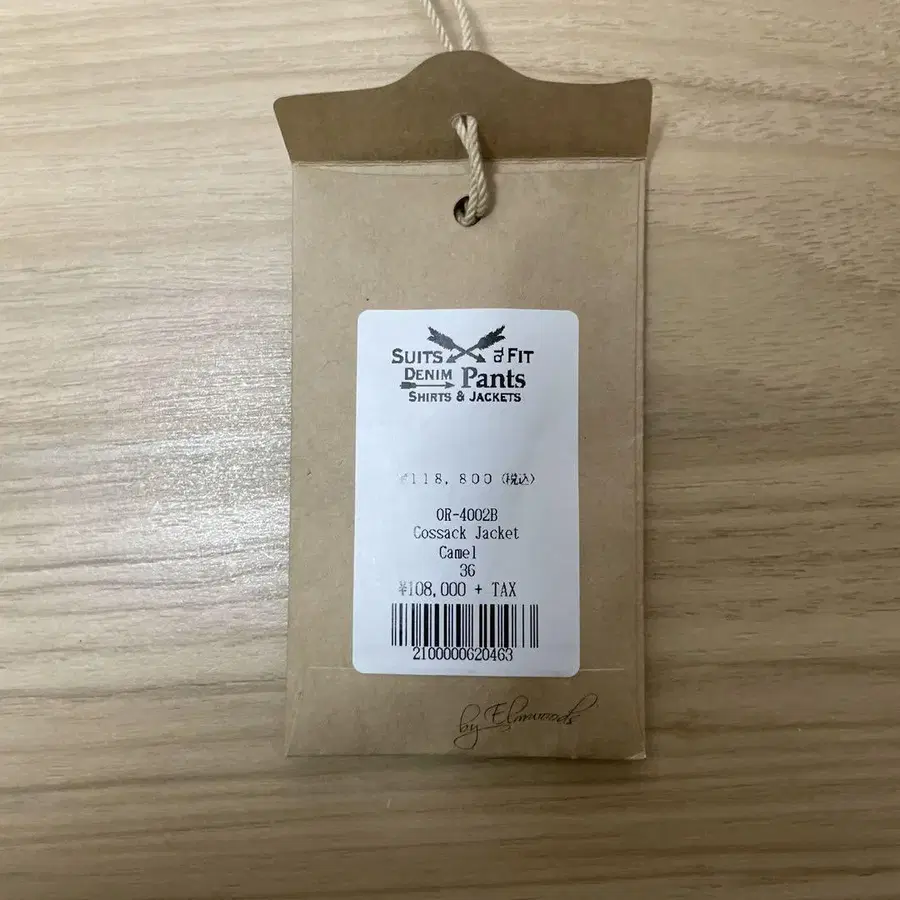 SUITS and FIT
DENIM Pants
SHIRTS & JACKETS
¥118,800(税込)
OR-4002B
Cossack Jacket
Camel
36
¥108,000 + TAX
2100000620463
by Elmwoods